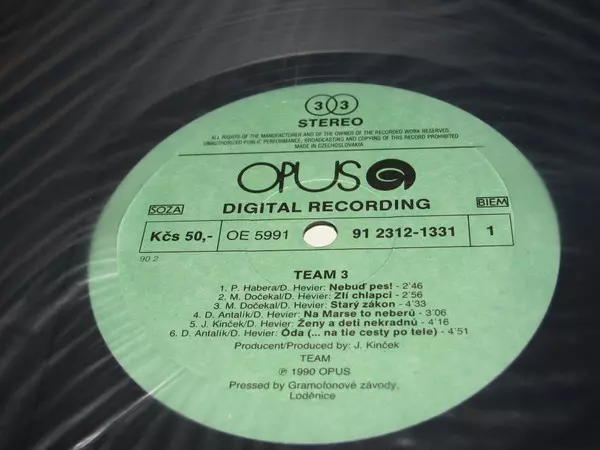 33
STEREO
ALL RIGHTS OF THE MANUFACTURER AND OF THE OWNER OF THE RECORDED WORK RESERVED.
UNAUTHORIZED PUBLIC PERFORMANCE, BROADCASTING AND COPYING OF THIS RECORD PROHIBITED
MADE IN CZECHOSLOVAKIA
OPUS
SOZA DIGITAL RECORDING BIEM
Kčs 50,- OE 5991 91 2312-1331 1
90 2
TEAM 3
1. P. Habera/D. Hevier: Nebuď pes! - 2'46
2. M. Dočekal/D. Hevier: Zlí chlapci - 2'56
3. M. Dočekal/D. Hevier: Starý zákon - 4'33
4. D. Antalík/D. Hevier: Na Marse to neberú - 3'06
5. J. Kinček/D. Hevier: Ženy a deti nekradnú - 4'16
6. D. Antalík/D. Hevier: Óda (... na tie cesty po tele) - 4'51
Producent/Produced by: J. Kinček
TEAM
℗ 1990 OPUS
Pressed by Gramofonové závody,
Loděnice